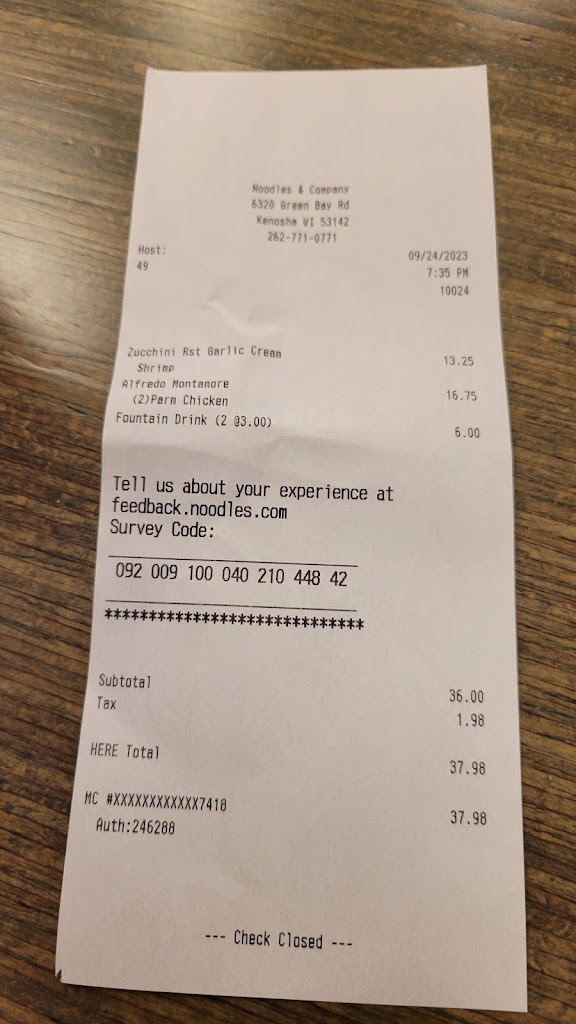 Noodles & Company
6320 Green Bay Rd
Kenosha WI 53142
262-771-0771
Host: 09/24/2023
49 7:35 PM
10024
Zucchini Rst Garlic Cream 13.25
Shrimp
Alfredo Montamore 16.75
(2)Parm Chicken
Fountain Drink (2 @3.00) 6.00
Tell us about your experience at
feedback.noodles.com
Survey Code:
092 009 100 040 210 448 42
*****************************
Subtotal 36.00
Tax 1.98
HERE Total 37.98
MC #XXXXXXXXXXXX7418 37.98
Auth:246288
--- Check Closed ---